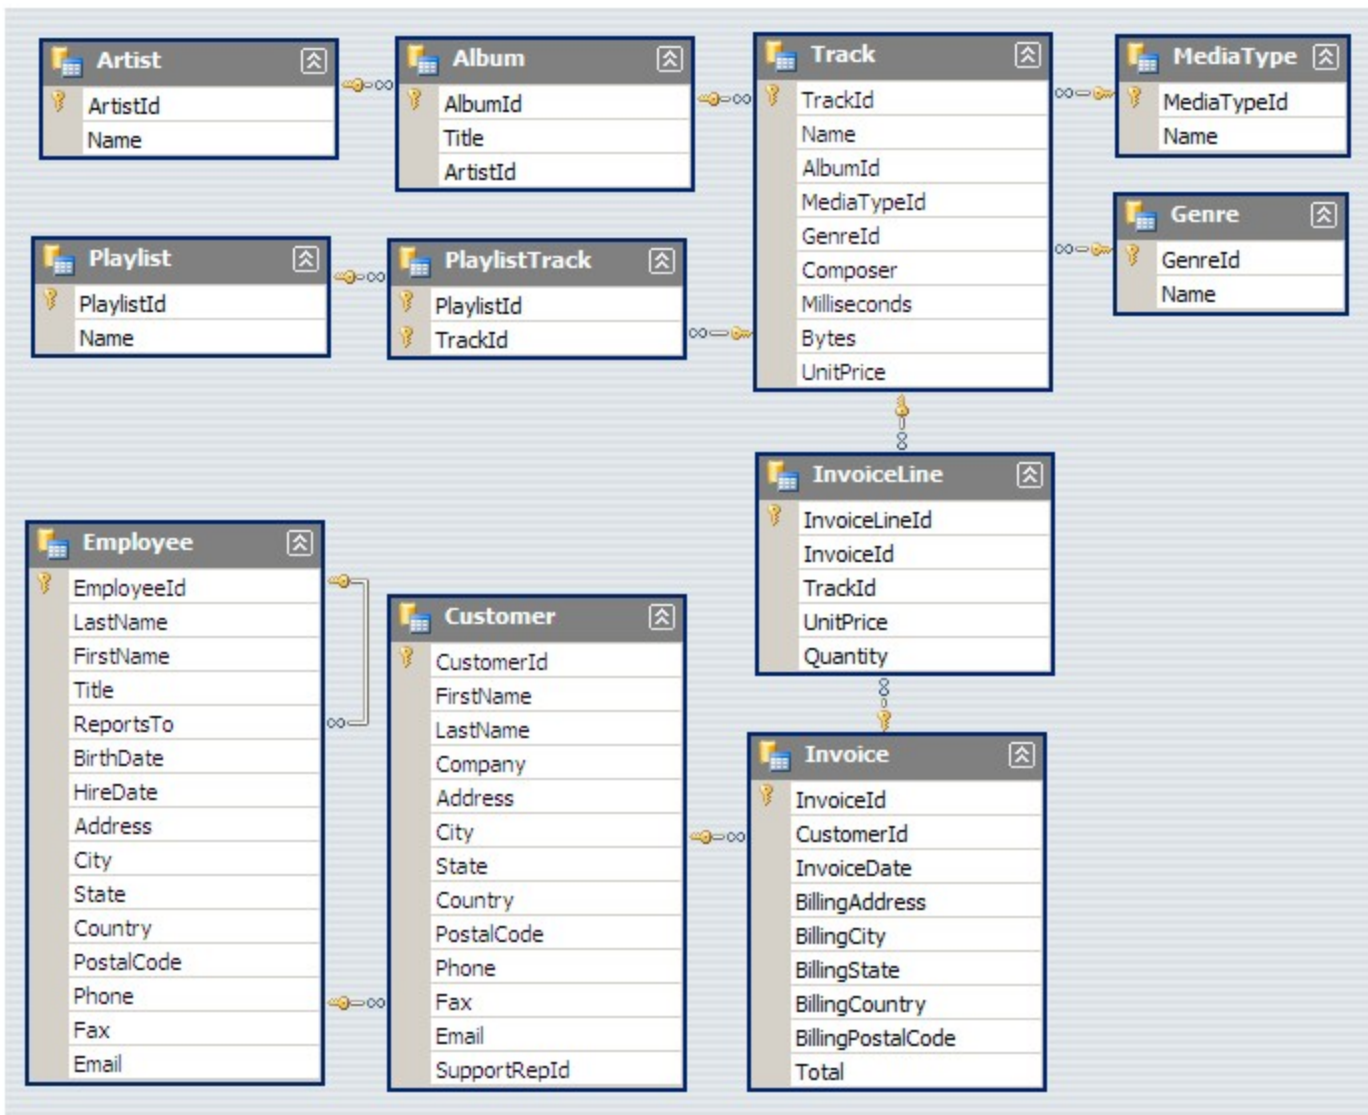 Artist
ArtistId
Name
Album
AlbumId
Title
ArtistId
Track
TrackId
Name
AlbumId
MediaTypeId
GenreId
Composer
Milliseconds
Bytes
UnitPrice
MediaType
MediaTypeId
Name
Genre
GenreId
Name
Playlist
PlaylistId
Name
PlaylistTrack
PlaylistId
TrackId
InvoiceLine
InvoiceLineId
InvoiceId
TrackId
UnitPrice
Quantity
Employee
EmployeeId
LastName
FirstName
Title
ReportsTo
BirthDate
HireDate
Address
City
State
Country
PostalCode
Phone
Fax
Email
Customer
CustomerId
FirstName
LastName
Company
Address
City
State
Country
PostalCode
Phone
Fax
Email
SupportRepId
Invoice
InvoiceId
CustomerId
InvoiceDate
BillingAddress
BillingCity
BillingState
BillingCountry
BillingPostalCode
Total